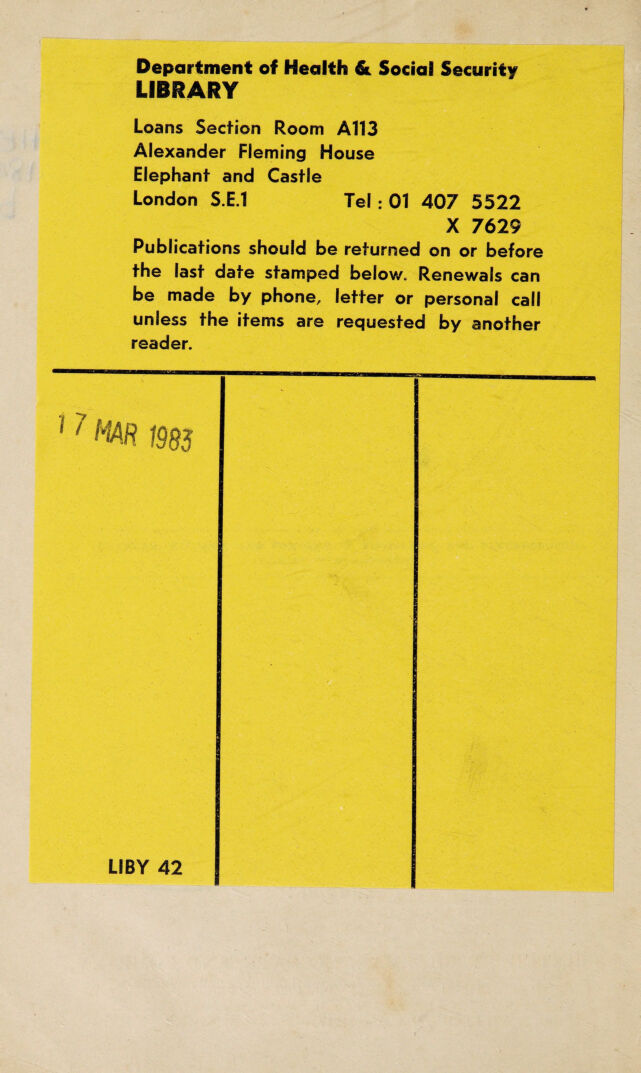 Department of Health & Social Security
LIBRARY
Loans Section Room A113
Alexander Fleming House
Elephant and Castle
London S.E.1 Tel : 01 407 5522
X 7629
Publications should be returned on or before
the last date stamped below. Renewals can
be made by phone, letter or personal call
unless the items are requested by another
reader.
17 MAR 1983
LIBY 42